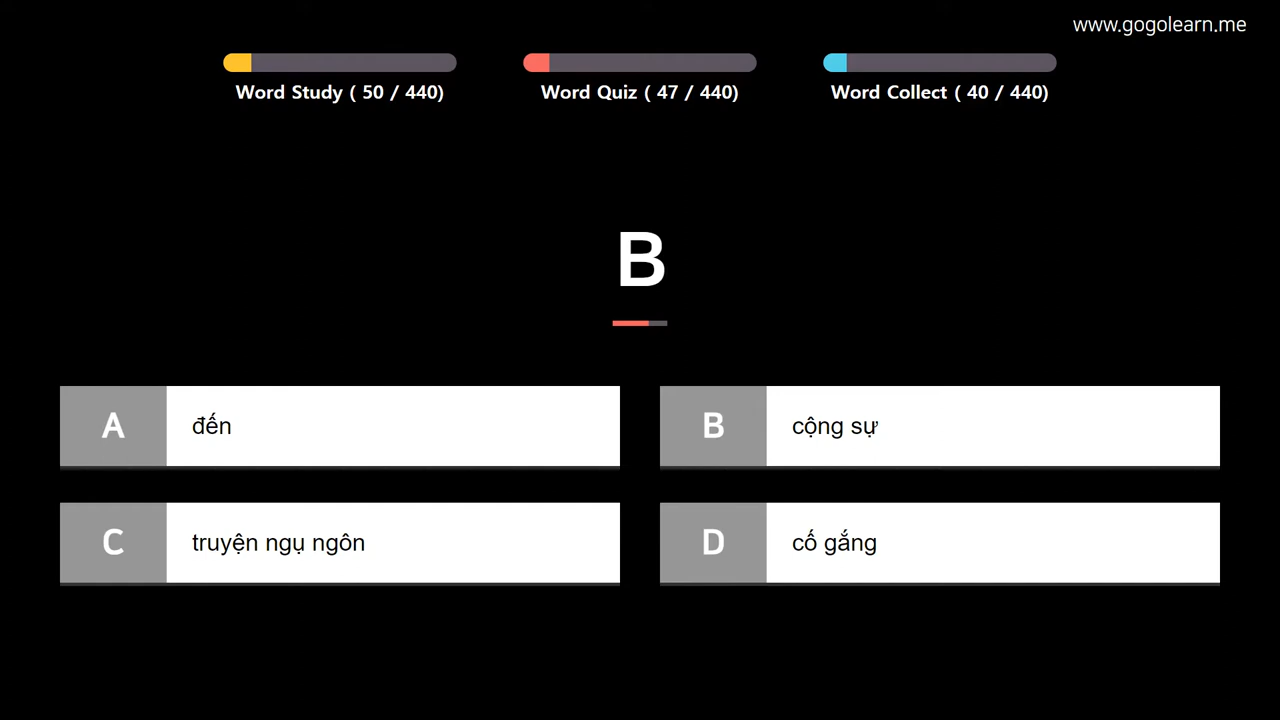 www.gogolearn.me
Word Study ( 50 / 440)
Word Quiz ( 47 / 440)
Word Collect ( 40 / 440)
B
A đến
B cộng sự
C truyện ngụ ngôn
D cố gắng